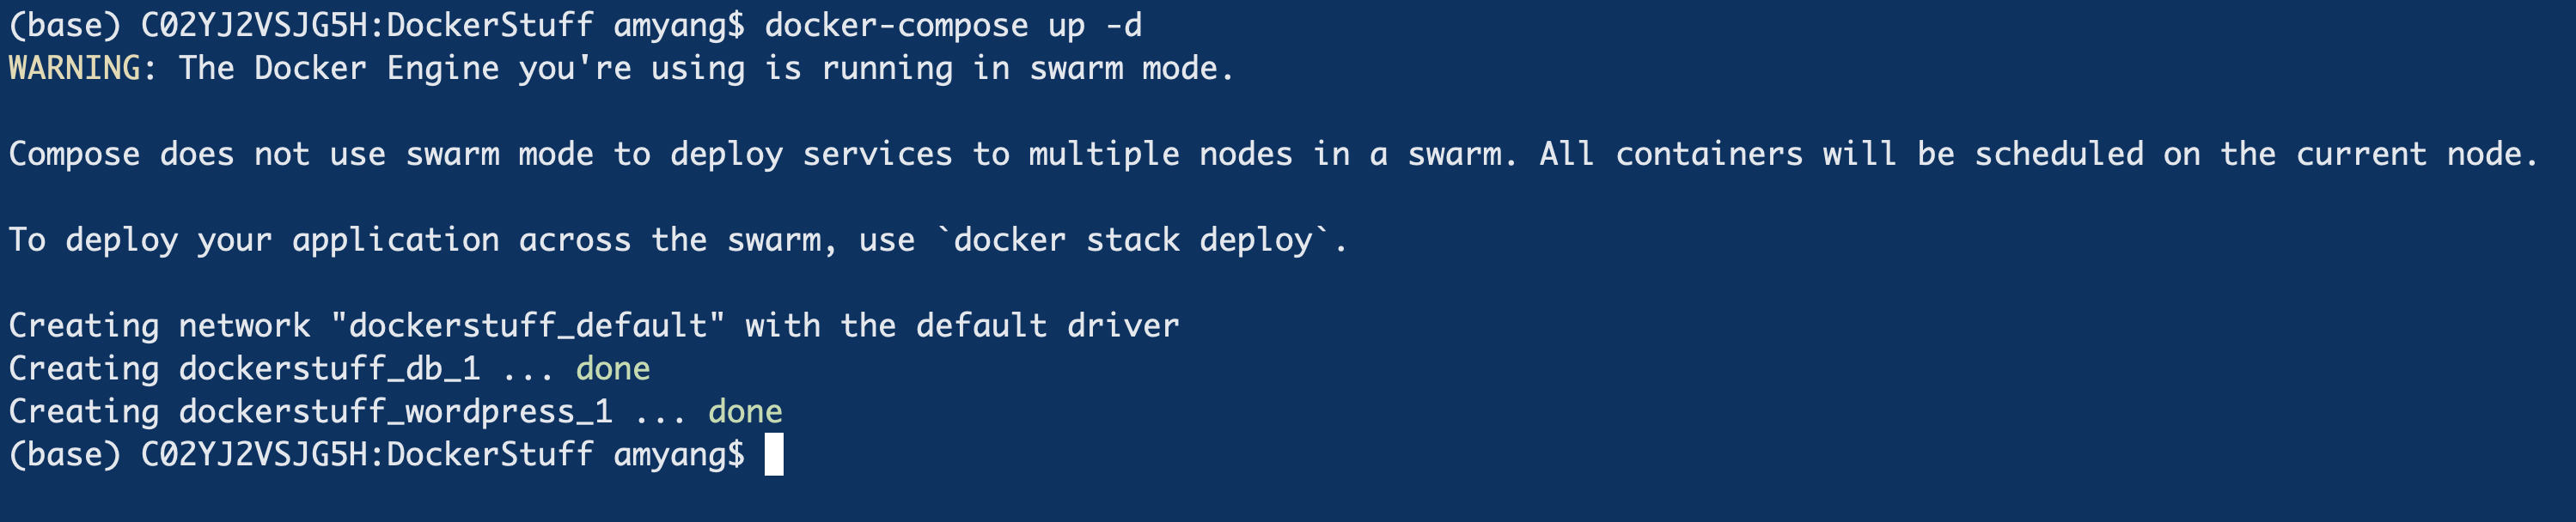 (base) C02YJ2VSJG5H:DockerStuff amyang$ docker-compose up -d
WARNING: The Docker Engine you're using is running in swarm mode.
Compose does not use swarm mode to deploy services to multiple nodes in a swarm. All containers will be scheduled on the current node.
To deploy your application across the swarm, use `docker stack deploy`.
Creating network "dockerstuff_default" with the default driver
Creating dockerstuff_db_1 ... done
Creating dockerstuff_wordpress_1 ... done
(base) C02YJ2VSJG5H:DockerStuff amyang$